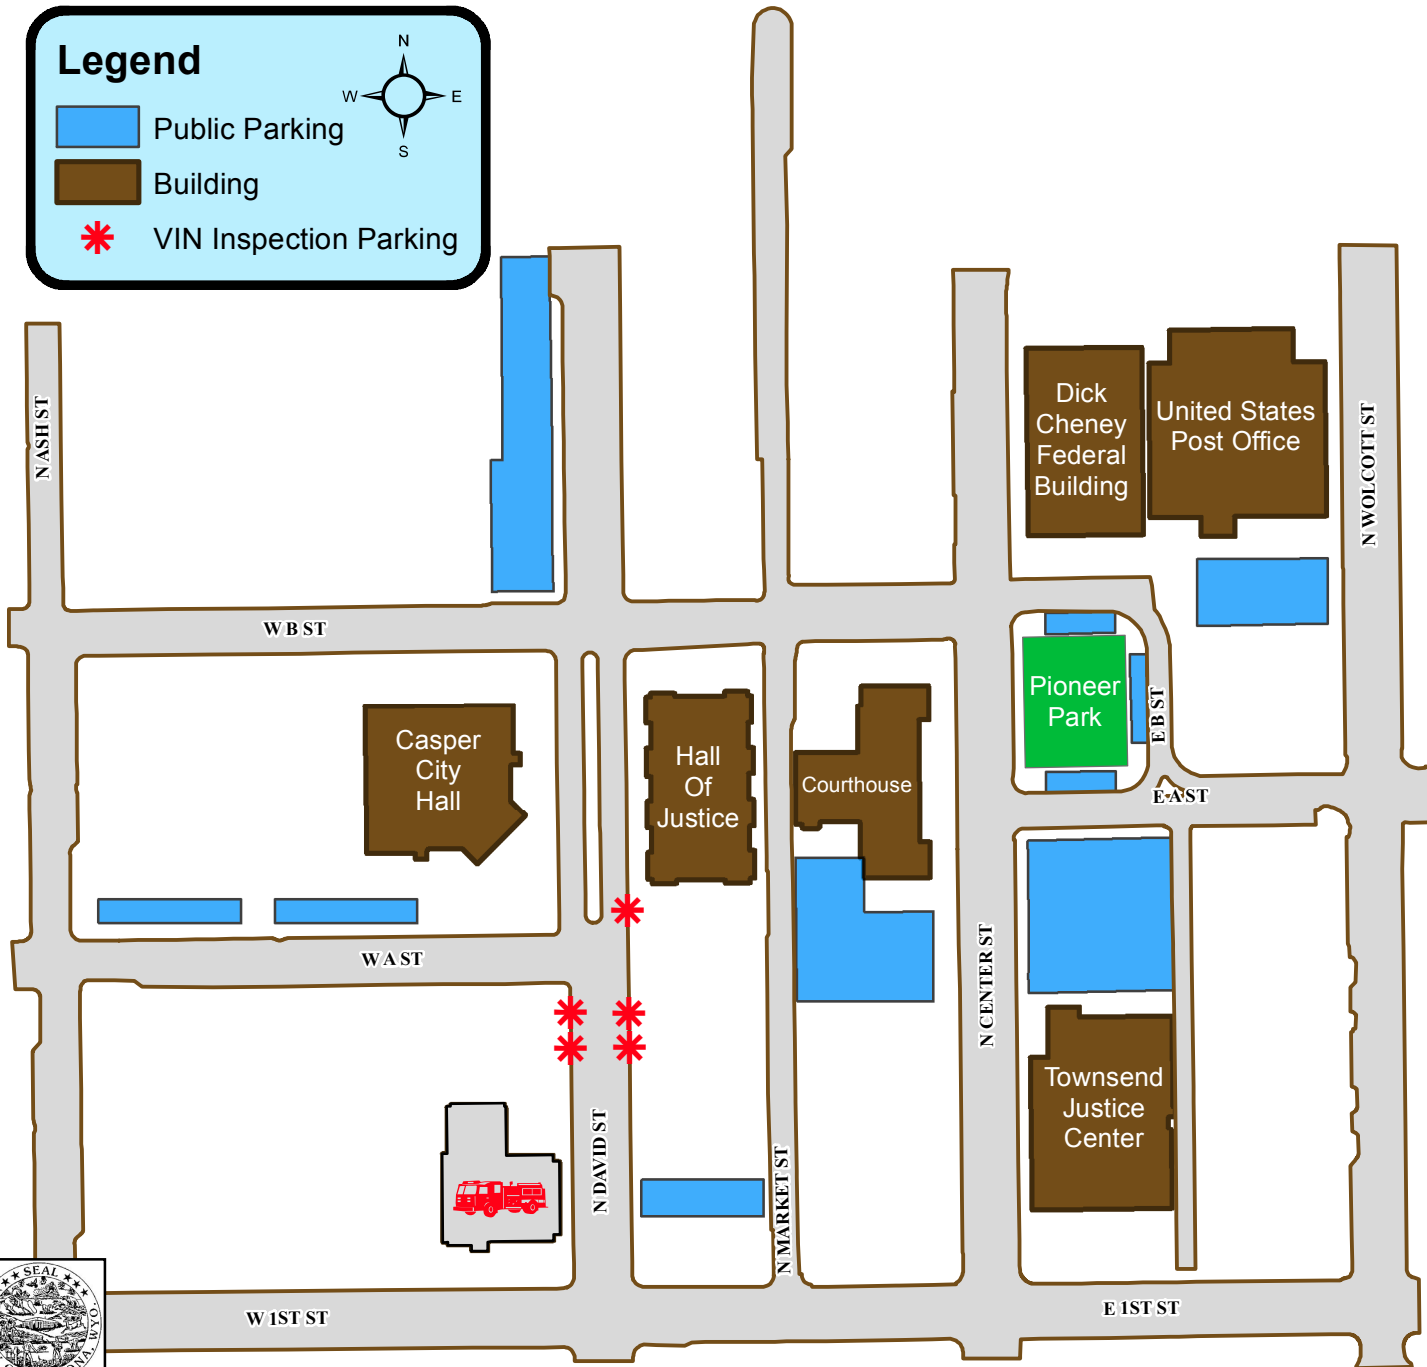 Legend
N
W
E
S
Public Parking
Building
VIN Inspection Parking
N ASH ST
Dick
Cheney
Federal
Building
United States
Post Office
N WOLCOTT ST
W B ST
Pioneer
Park
E B ST
Casper
City
Hall
Hall
Of
Justice
Courthouse
E A ST
W A ST
N CENTER ST
Townsend
Justice
Center
N DAVID ST
N MARKET ST
SEAL
W 1ST ST
E 1ST ST